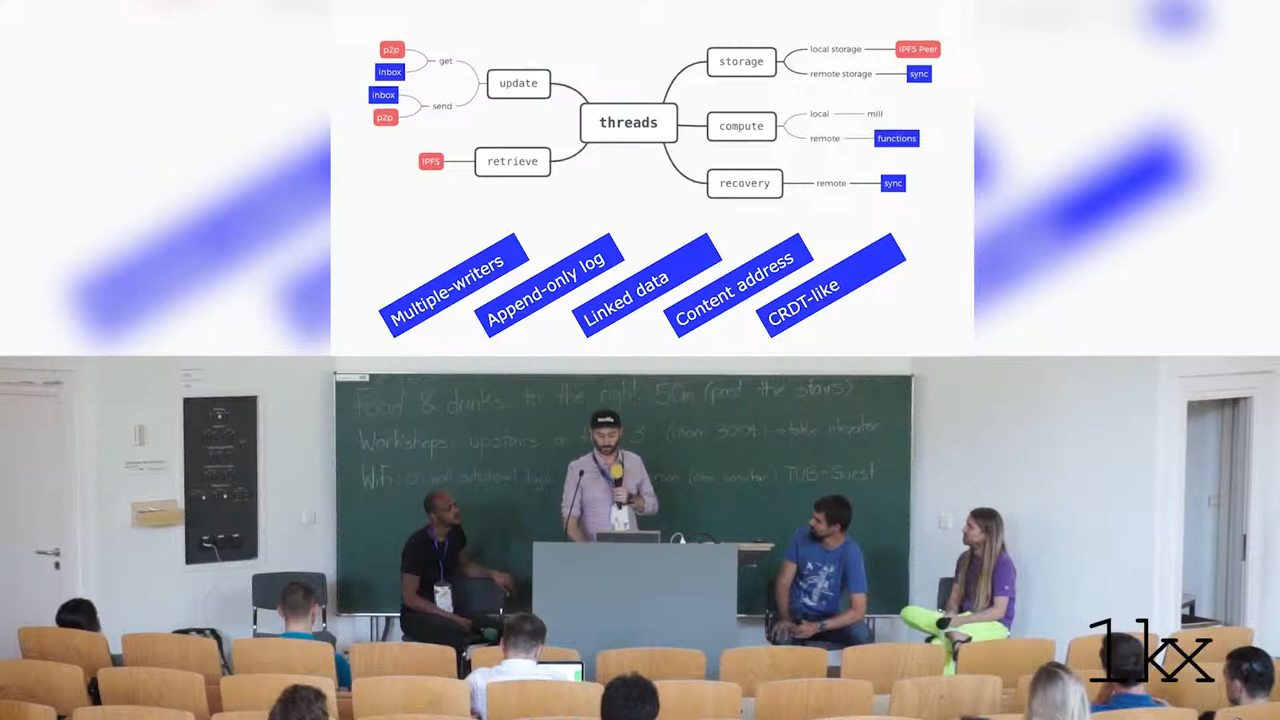 p2p
inbox
get
inbox
p2p
send
update
IPFS
retrieve
threads
storage
local storage
IPFS Peer
remote storage
sync
compute
local
mill
remote
functions
recovery
remote
sync
Multiple-writers
Append-only log
Linked data
Content address
CRDT-like
Food & drinks to the right 50m (past the stairs)
Workshops: upstairs
elevator
WiFi
TUB-Guest
1kx